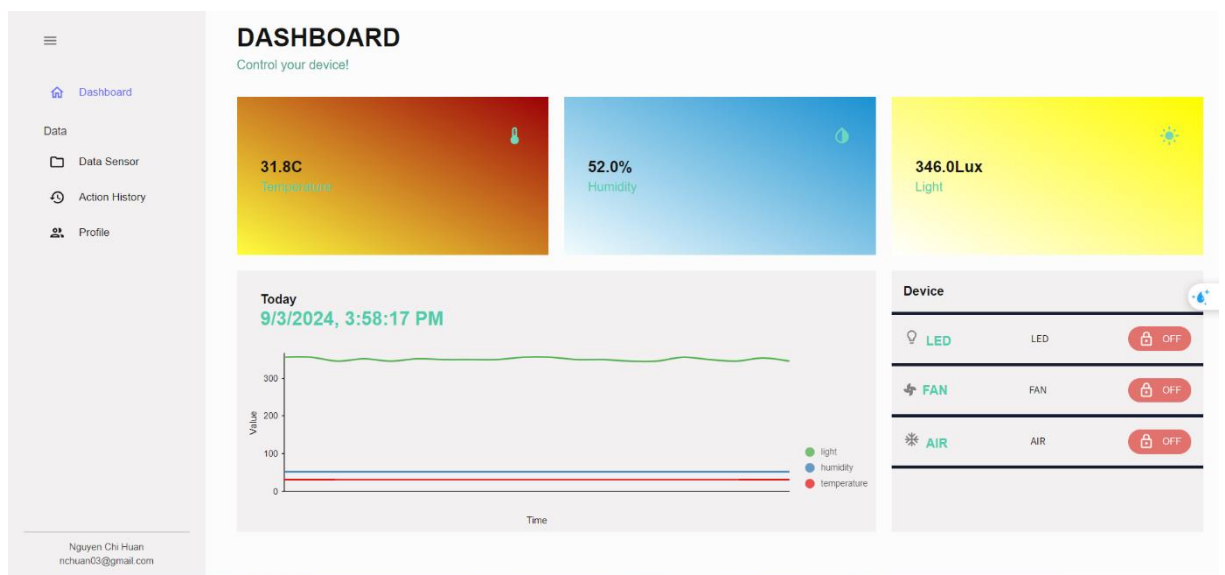 DASHBOARD
Control your device!
Dashboard
Data
Data Sensor
Action History
Profile
Nguyen Chi Huan
nchuan03@gmail.com
31.8C
Temperature
52.0%
Humidity
346.0Lux
Light
Today
9/3/2024, 3:58:17 PM
300
200
100
0
Value
Time
light
humidity
temperature
Device
LED LED OFF
FAN FAN OFF
AIR AIR OFF